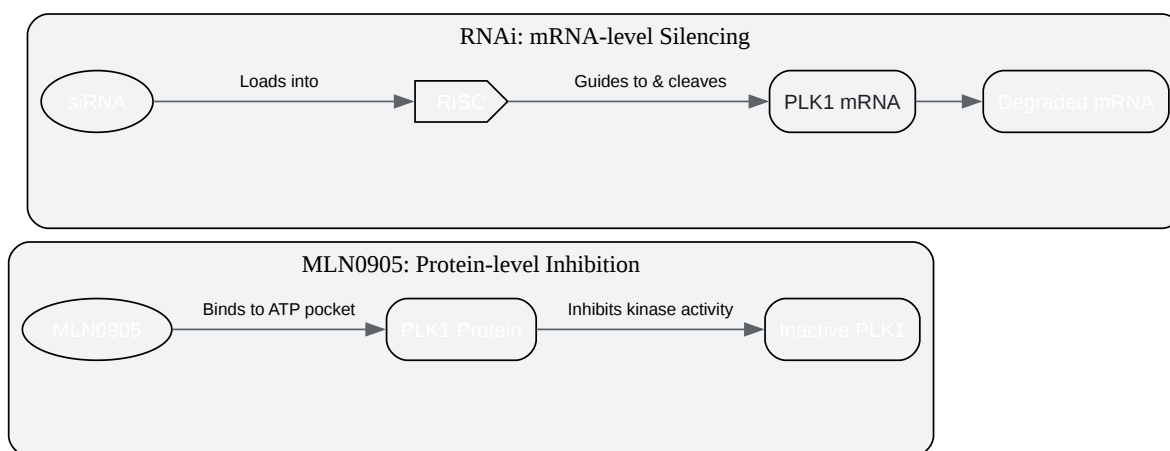 RNAi: mRNA-level Silencing
siRNA
Loads into
RISC
Guides to & cleaves
PLK1 mRNA
Degraded mRNA
MLN0905: Protein-level Inhibition
MLN0905
Binds to ATP pocket
PLK1 Protein
Inhibits kinase activity
Inactive PLK1